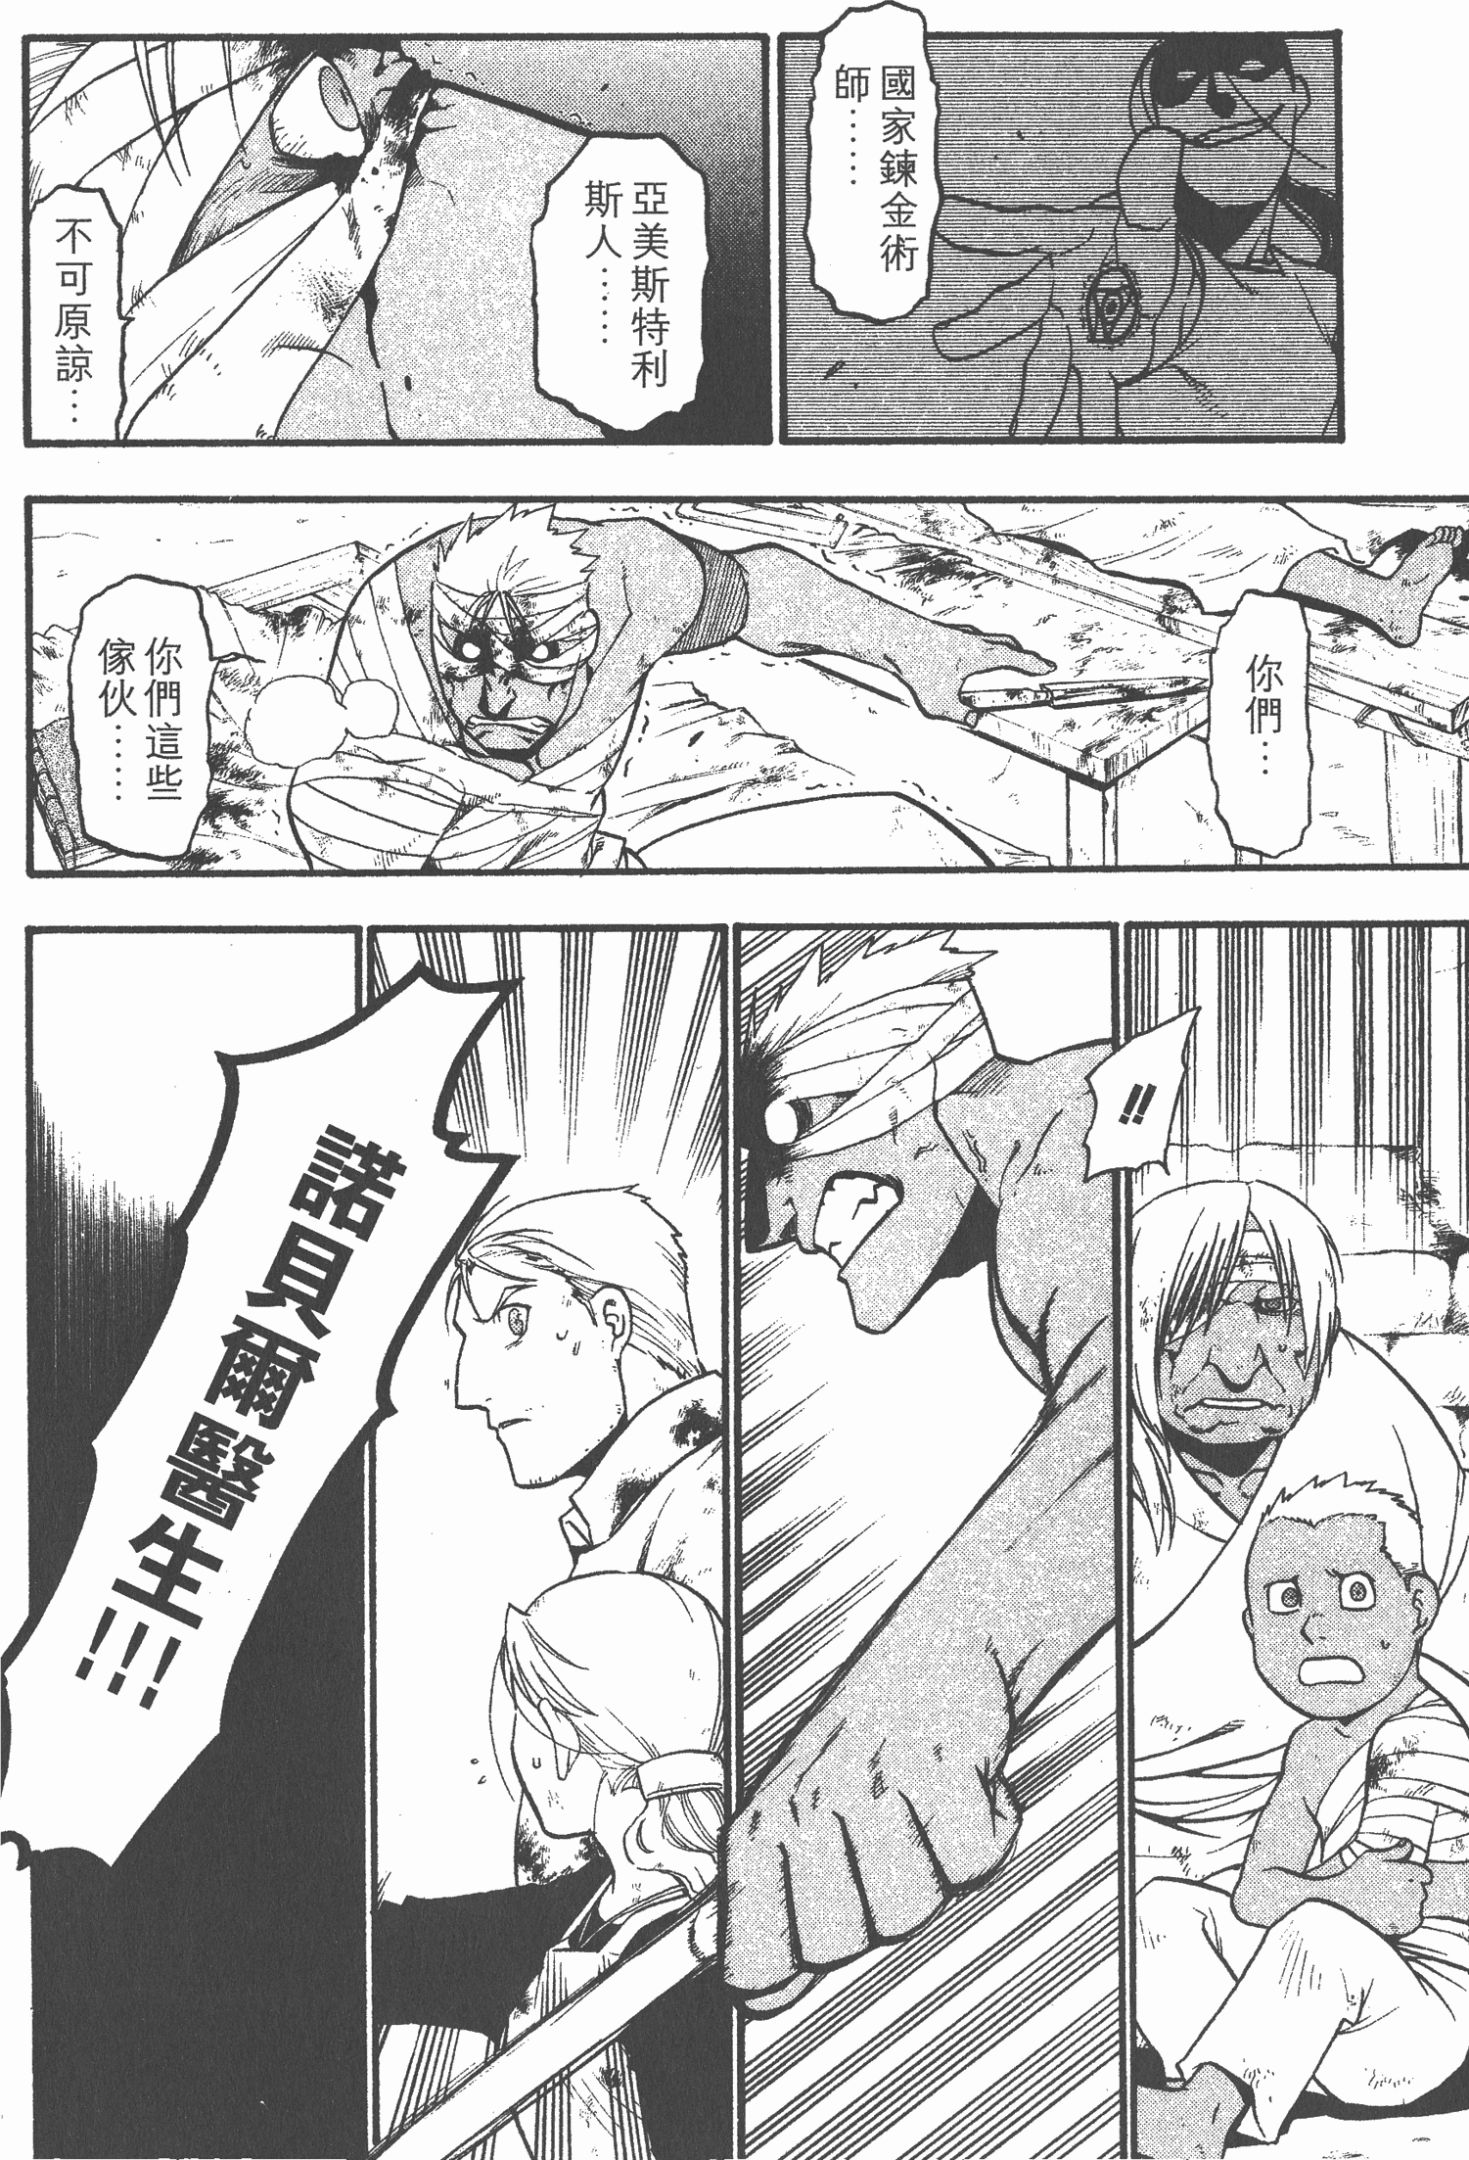 國家鍊金術
師……
亞美斯特利
斯人……
不可原諒…
你們…
你們這些
傢伙……
!!
諾貝爾醫生!!!